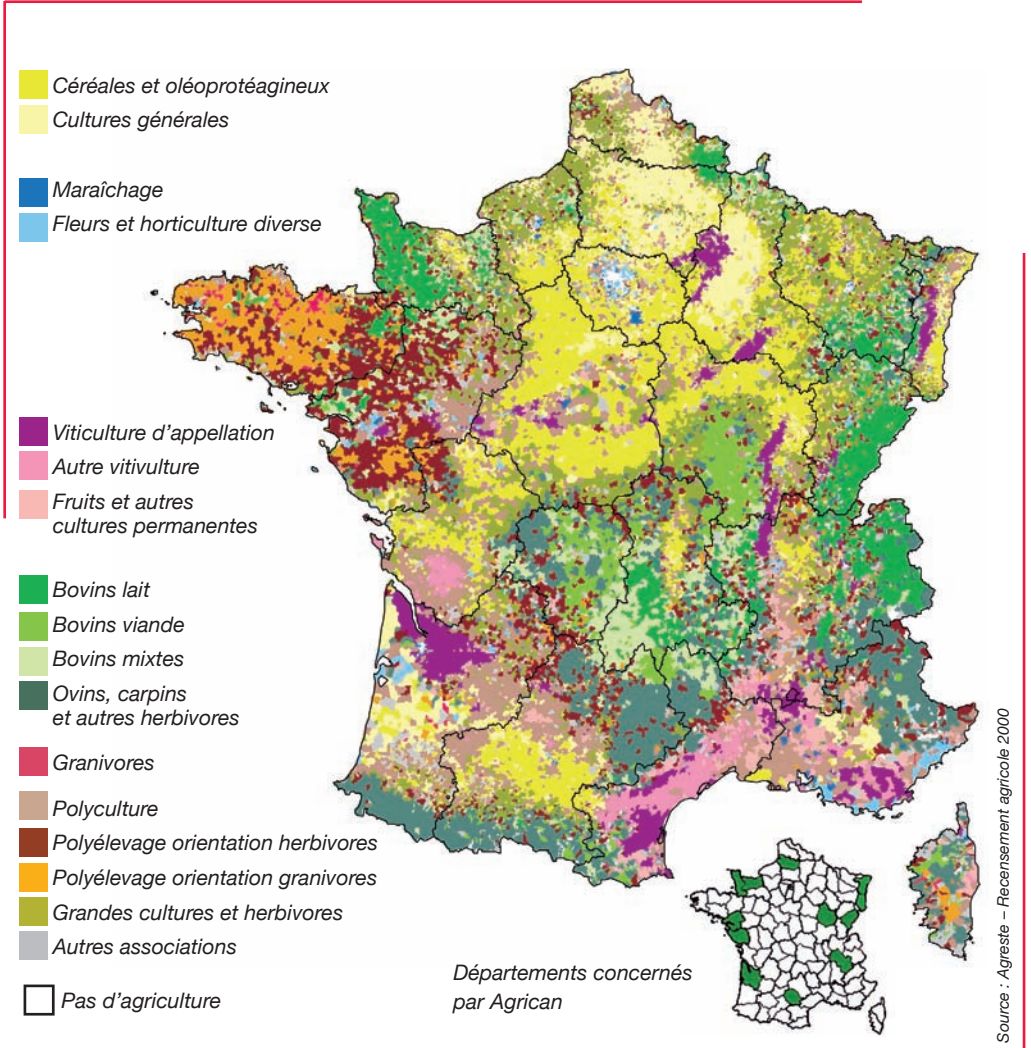 Céréales et oléoprotéagineux
Cultures générales
Maraîchage
Fleurs et horticulture diverse
Viticulture d'appellation
Autre vitivulture
Fruits et autres
cultures permanentes
Bovins lait
Bovins viande
Bovins mixtes
Ovins, carpins
et autres herbivores
Granivores
Polyculture
Polyélevage orientation herbivores
Polyélevage orientation granivores
Grandes cultures et herbivores
Autres associations
Pas d'agriculture
Départements concernés
par Agrican
Source : Agreste – Recensement agricole 2000